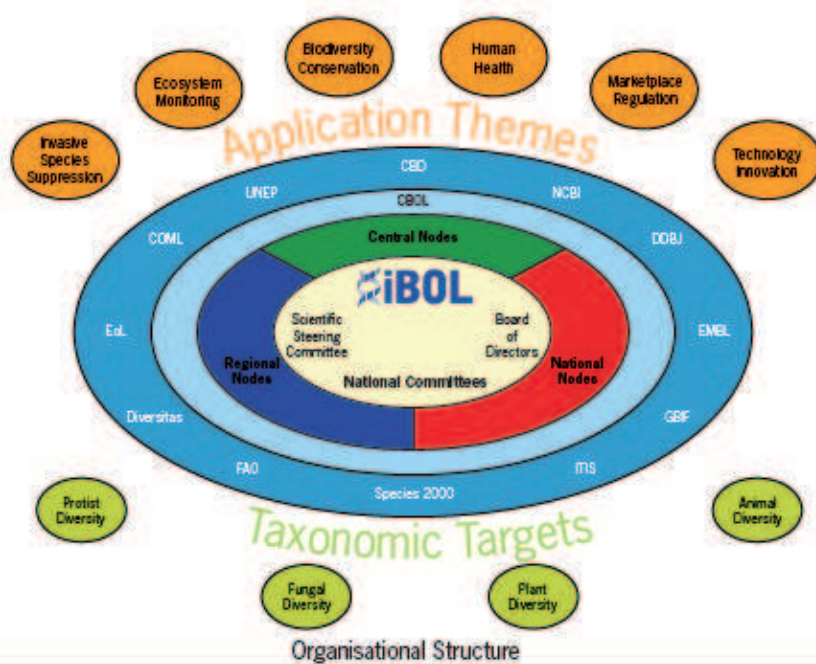 Biodiversity
Conservation
Human
Health
Ecosystem
Monitoring
Marketplace
Regulation
Invasive
Species
Suppression
Technology
Innovation
Application Themes
CBD
UNEP
NCBI
CBOL
COML
DDBJ
Central Nodes
iBOL
Scientific
Steering
Committee
Board
of
Directors
EoL
EMBL
Regional
Nodes
National
Nodes
National Committees
Diversitas
GBIF
FAO
ITIS
Species 2000
Protist
Diversity
Animal
Diversity
Taxonomic Targets
Fungal
Diversity
Plant
Diversity
Organisational Structure